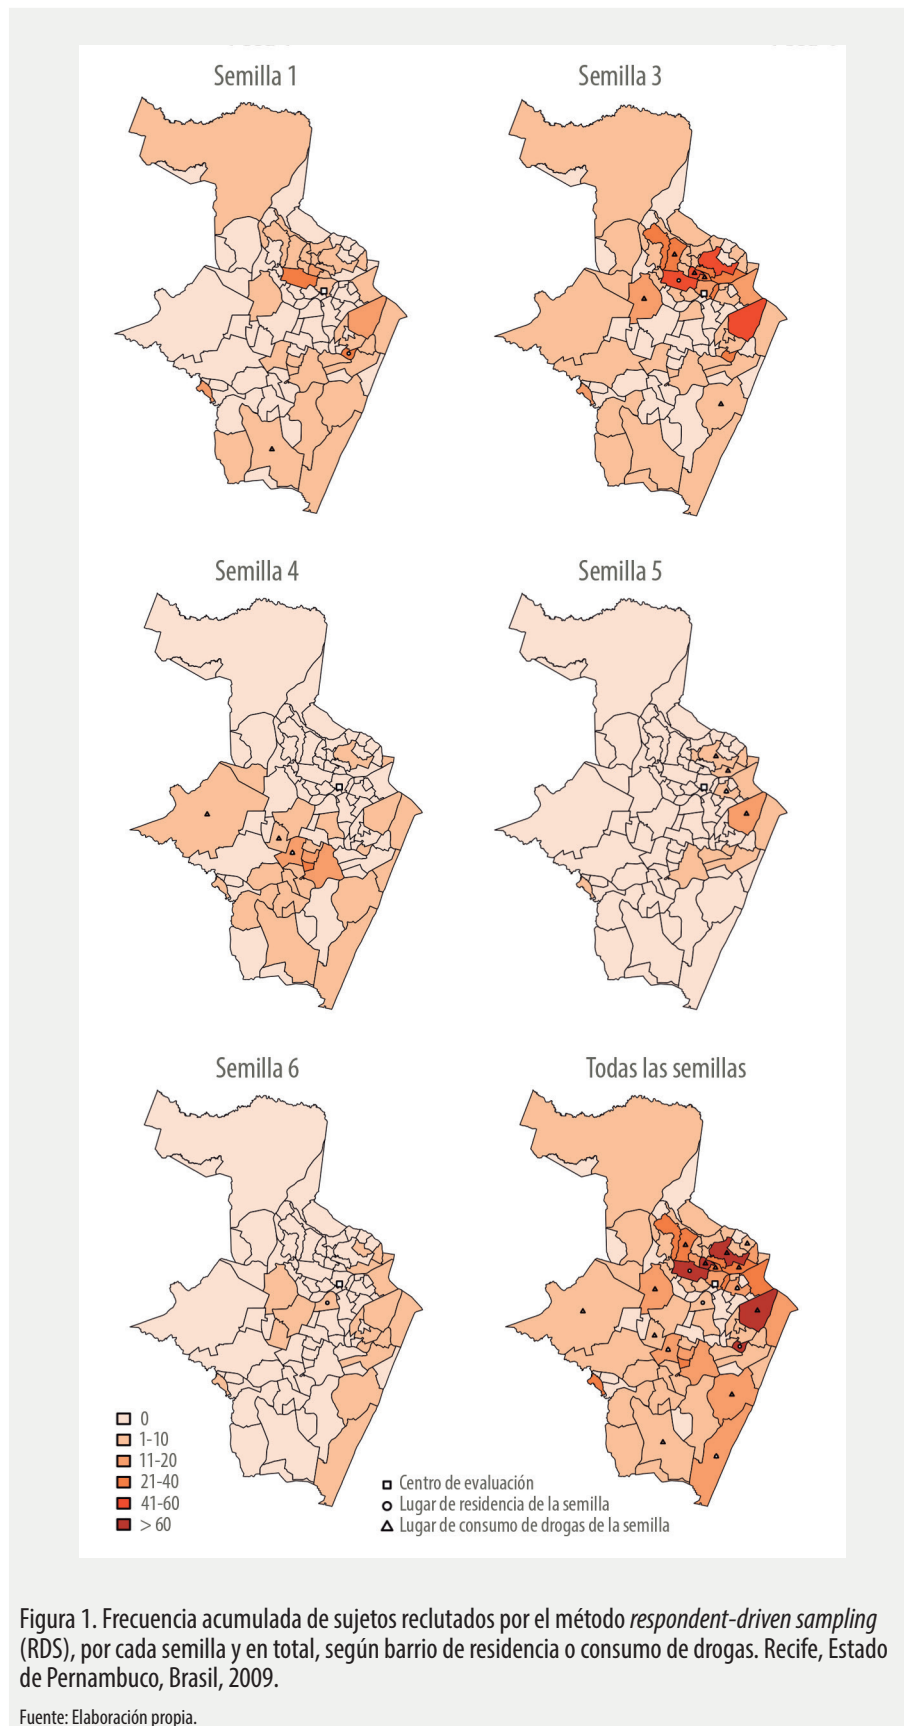 Semilla 1
Semilla 3
Semilla 4
Semilla 5
Semilla 6
Todas las semillas
0
1-10
11-20
21-40
41-60
> 60
Centro de evaluación
Lugar de residencia de la semilla
Lugar de consumo de drogas de la semilla
Figura 1. Frecuencia acumulada de sujetos reclutados por el método respondent-driven sampling
(RDS), por cada semilla y en total, según barrio de residencia o consumo de drogas. Recife, Estado
de Pernambuco, Brasil, 2009.
Fuente: Elaboración propia.